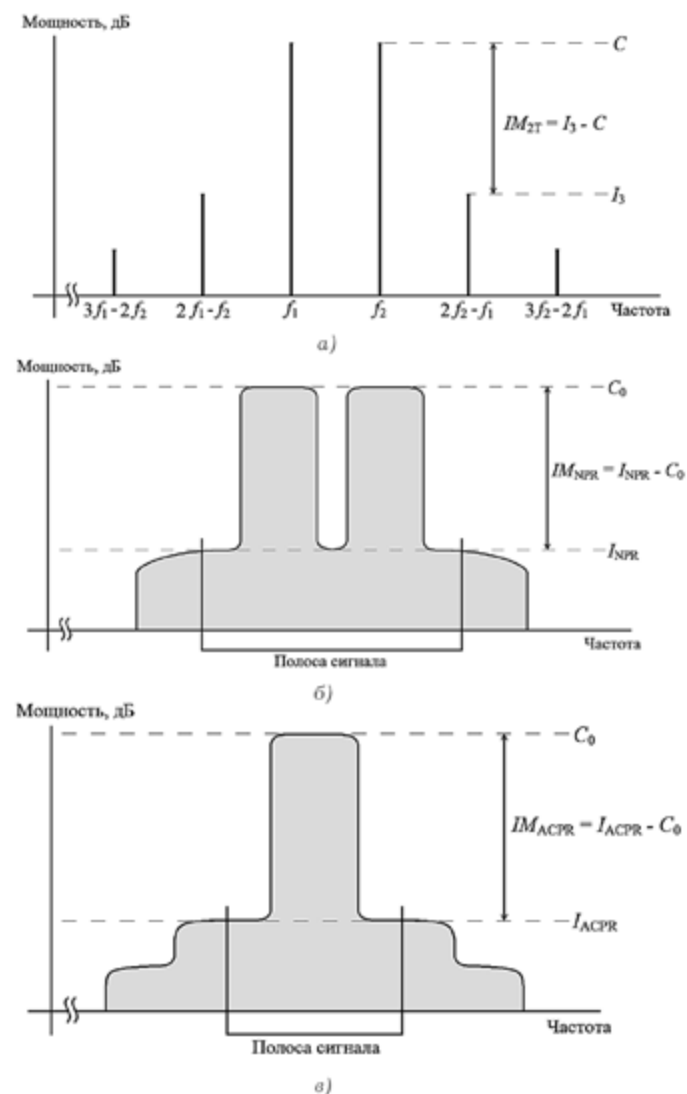 Мощность, дБ
C
IM2T = I3 - C
I3
3f1 - 2f2 2f1 - f2 f1 f2 2f2 - f1 3f2 - 2f1 Частота
а)
Мощность, дБ
C0
IMNPR = INPR - C0
INPR
Частота
Полоса сигнала
б)
Мощность, дБ
C0
IMACPR = IACPR - C0
IACPR
Частота
Полоса сигнала
в)